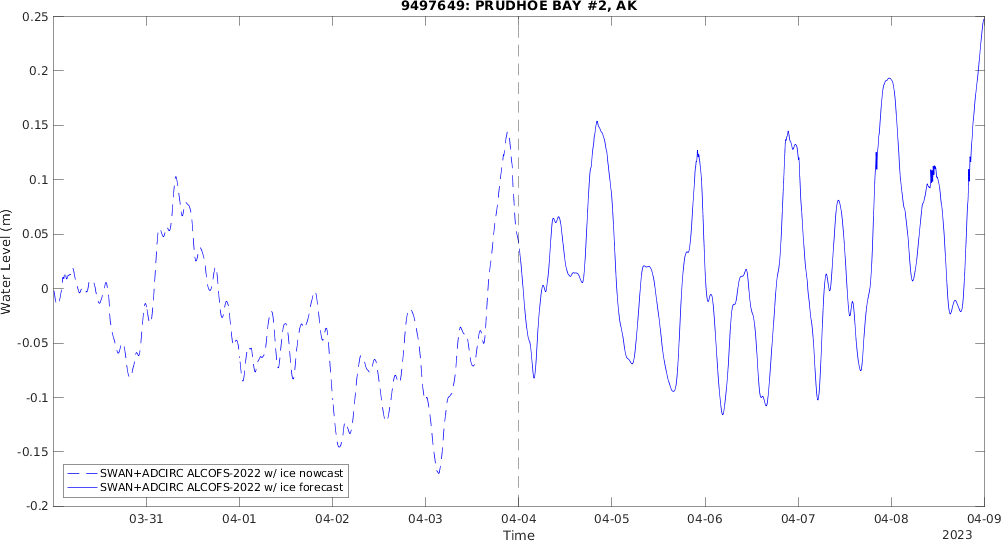 9497649: PRUDHOE BAY #2, AK
0.25
0.2
0.15
0.1
0.05
0
-0.05
-0.1
-0.15
-0.2
Water Level (m)
SWAN+ADCIRC ALCOFS-2022 w/ ice nowcast
SWAN+ADCIRC ALCOFS-2022 w/ ice forecast
03-31 04-01 04-02 04-03 04-04 04-05 04-06 04-07 04-08 04-09
Time
2023